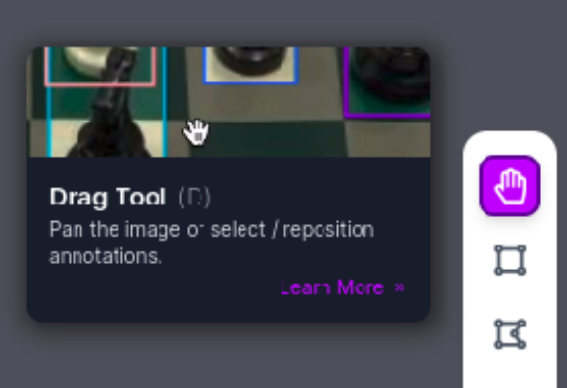 Drag Tool (D)
Pan the image or select / reposition
annotations.
Learn More »